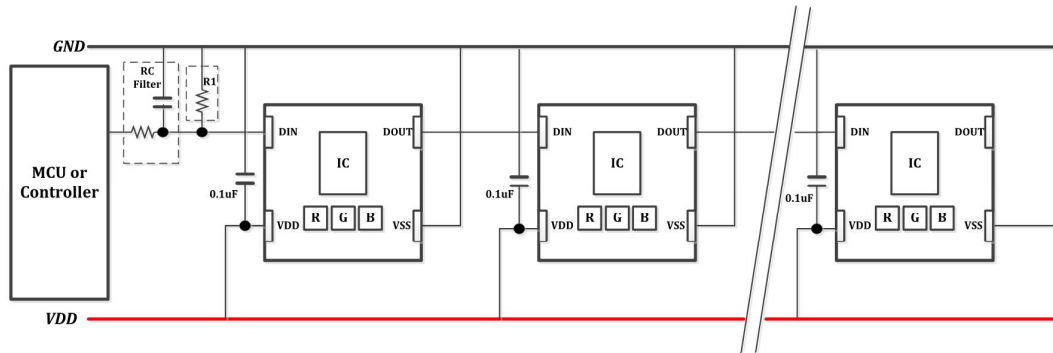 GND
RC
Filter
R1
MCU or
Controller
DIN
DOUT
IC
0.1uF
R G B
VDD
VSS
DIN
DOUT
IC
0.1uF
R G B
VDD
VSS
DIN
DOUT
IC
0.1uF
R G B
VDD
VSS
VDD